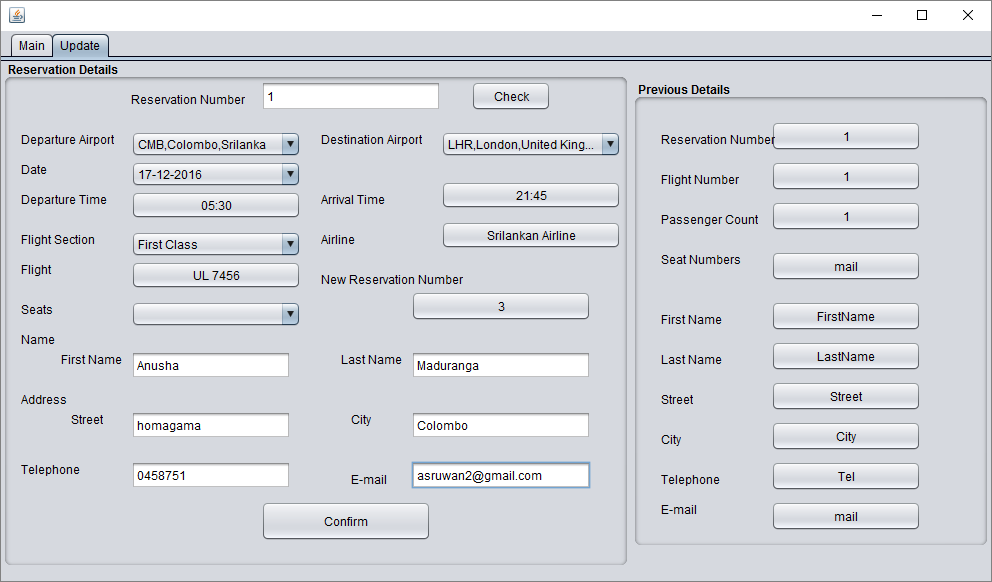 Main Update
Reservation Details
Reservation Number 1 Check
Departure Airport CMB,Colombo,Srilanka Destination Airport LHR,London,United King...
Date 17-12-2016
Departure Time 05:30 Arrival Time 21:45
Flight Section First Class Airline Srilankan Airline
Flight UL 7456
New Reservation Number
3
Seats
Name
First Name Anusha Last Name Maduranga
Address
Street homagama City Colombo
Telephone 0458751 E-mail asruwan2@gmail.com
Confirm
Previous Details
Reservation Number 1
Flight Number 1
Passenger Count 1
Seat Numbers mail
First Name FirstName
Last Name LastName
Street Street
City City
Telephone Tel
E-mail mail